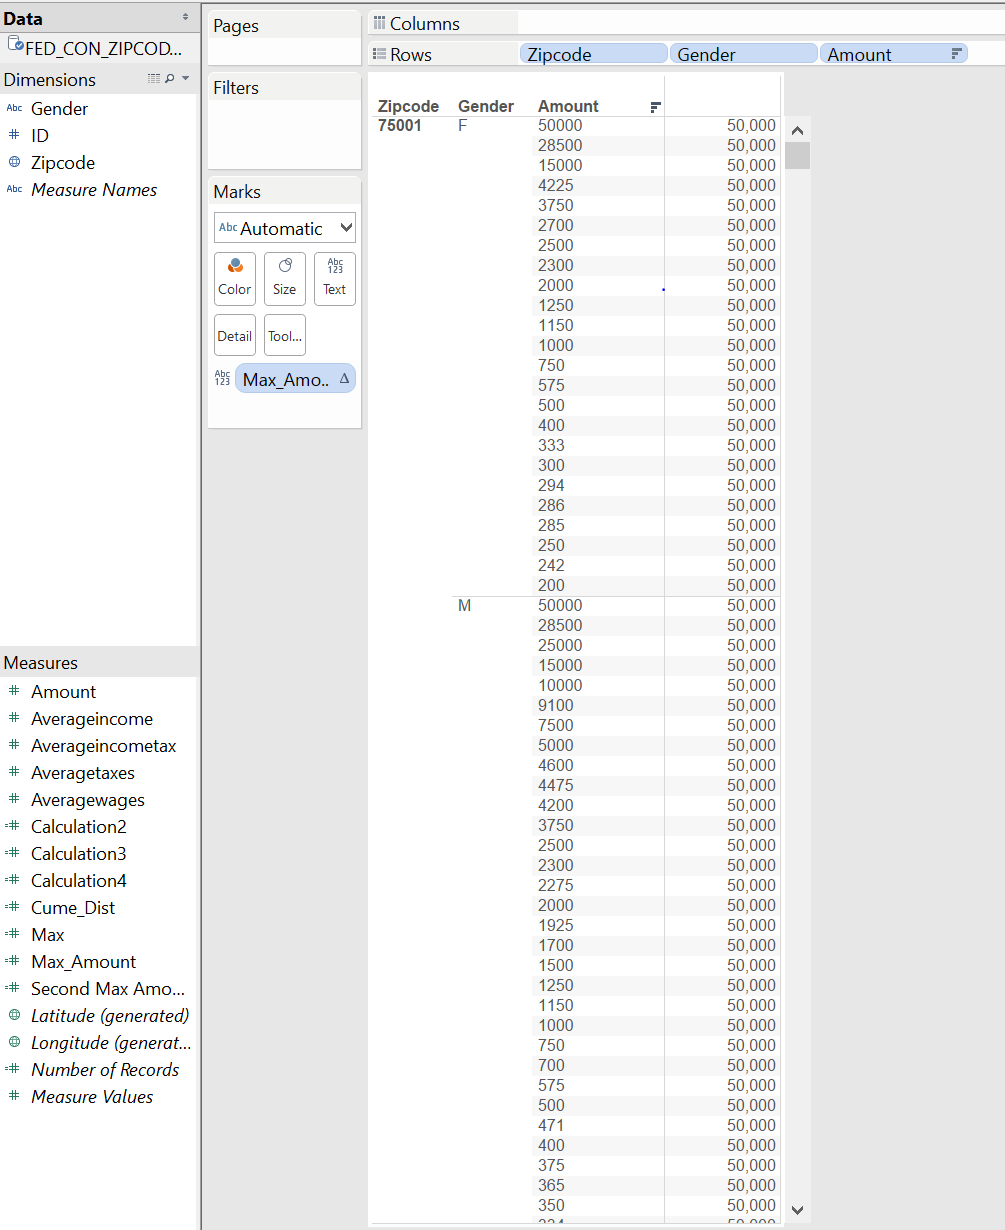 Data
FED_CON_ZIPCOD...
Dimensions
Abc Gender
# ID
Zipcode
Abc Measure Names
Measures
# Amount
# Averageincome
# Averageincometax
# Averagetaxes
# Averagewages
=# Calculation2
=# Calculation3
=# Calculation4
=# Cume_Dist
=# Max
=# Max_Amount
=# Second Max Amo...
Latitude (generated)
Longitude (generat...
=# Number of Records
# Measure Values
Pages
Filters
Marks
Abc Automatic
Color
Size
Abc 123 Text
Detail
Tool...
Abc 123 Max_Amo.. Δ
Columns
Rows Zipcode Gender Amount
Zipcode Gender Amount
75001 F 50000 50,000
28500 50,000
15000 50,000
4225 50,000
3750 50,000
2700 50,000
2500 50,000
2300 50,000
2000 50,000
1250 50,000
1150 50,000
1000 50,000
750 50,000
575 50,000
500 50,000
400 50,000
333 50,000
300 50,000
294 50,000
286 50,000
285 50,000
250 50,000
242 50,000
200 50,000
M 50000 50,000
28500 50,000
25000 50,000
15000 50,000
10000 50,000
9100 50,000
7500 50,000
5000 50,000
4600 50,000
4475 50,000
4200 50,000
3750 50,000
2500 50,000
2300 50,000
2275 50,000
2000 50,000
1925 50,000
1700 50,000
1500 50,000
1250 50,000
1150 50,000
1000 50,000
750 50,000
700 50,000
575 50,000
500 50,000
471 50,000
400 50,000
375 50,000
365 50,000
350 50,000